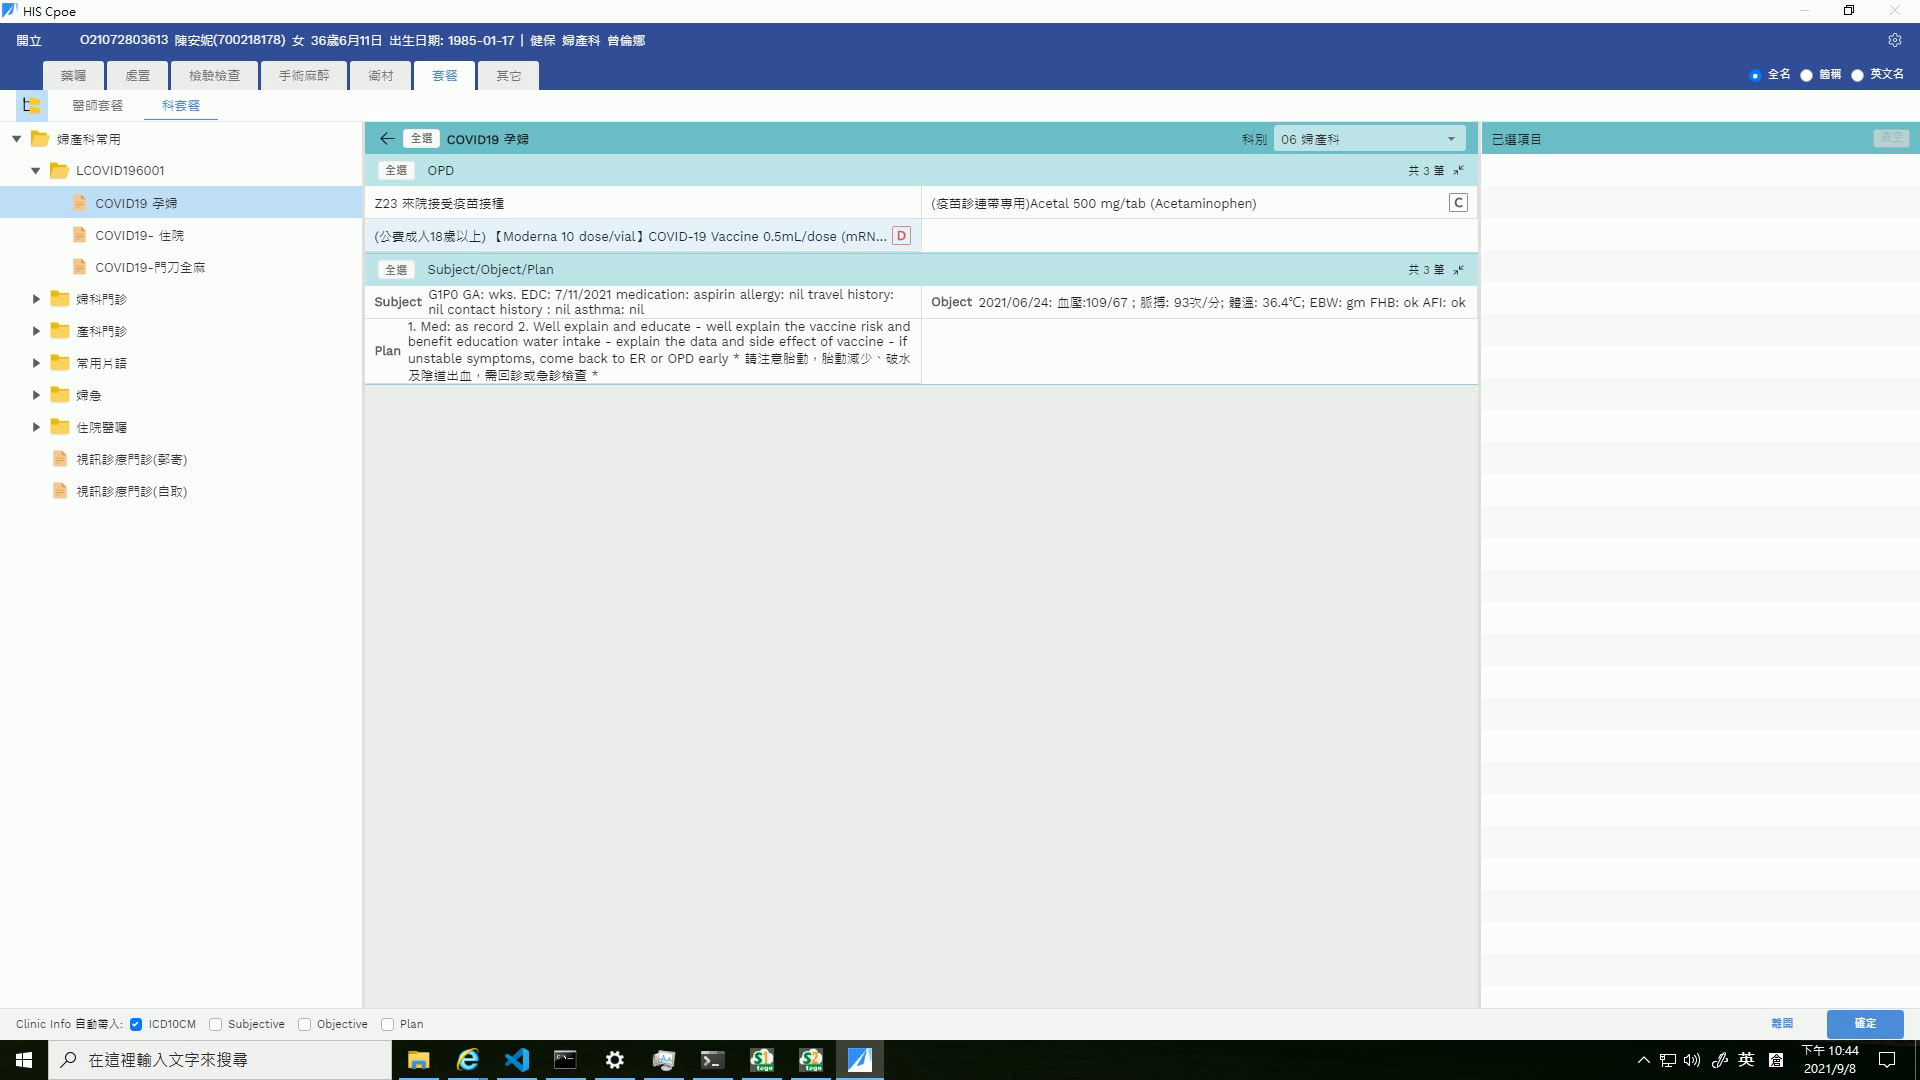 HIS Cpoe
開立 O21072803613 陳安妮(700218178) 女 36歲6月11日 出生日期: 1985-01-17 | 健保 婦產科 曾倫娜
藥囑 處置 檢驗檢查 手術麻醉 衛材 套餐 其它 全名 簡稱 英文名
醫師套餐 科套餐
婦產科常用
LCOVID196001
COVID19 孕婦
COVID19- 住院
COVID19-門刀全麻
婦科門診
產科門診
常用片語
婦急
住院醫囑
視訊診療門診(郵寄)
視訊診療門診(自取)
全選 COVID19 孕婦 科別 06 婦產科
全選 OPD 共 3 筆
Z23 來院接受疫苗接種
(疫苗診連帶專用)Acetal 500 mg/tab (Acetaminophen) C
(公費成人18歲以上) 【Moderna 10 dose/vial】COVID-19 Vaccine 0.5mL/dose (mRN... D
全選 Subject/Object/Plan 共 3 筆
Subject G1P0 GA: wks. EDC: 7/11/2021 medication: aspirin allergy: nil travel history:
nil contact history : nil asthma: nil
Object 2021/06/24: 血壓:109/67 ; 脈搏: 93次/分; 體溫: 36.4℃; EBW: gm FHB: ok AFI: ok
Plan 1. Med: as record 2. Well explain and educate - well explain the vaccine risk and
benefit education water intake - explain the data and side effect of vaccine - if
unstable symptoms, come back to ER or OPD early * 請注意胎動，胎動減少、破水
及陰道出血，需回診或急診檢查 *
已選項目 清空
Clinic Info 自動帶入: ICD10CM Subjective Objective Plan 離開 確定
在這裡輸入文字來搜尋
S1 togo
S2 togo
英
下午 10:44
2021/9/8